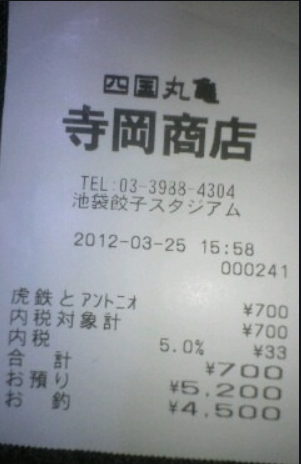 四国丸亀
寺岡商店
TEL:03-3988-4304
池袋餃子スタジアム
2012-03-25 15:58
000241
虎鉄とアントニオ ¥700
内税対象計 ¥700
内税 5.0% ¥33
合計 ¥700
お預り ¥5,200
お釣 ¥4,500